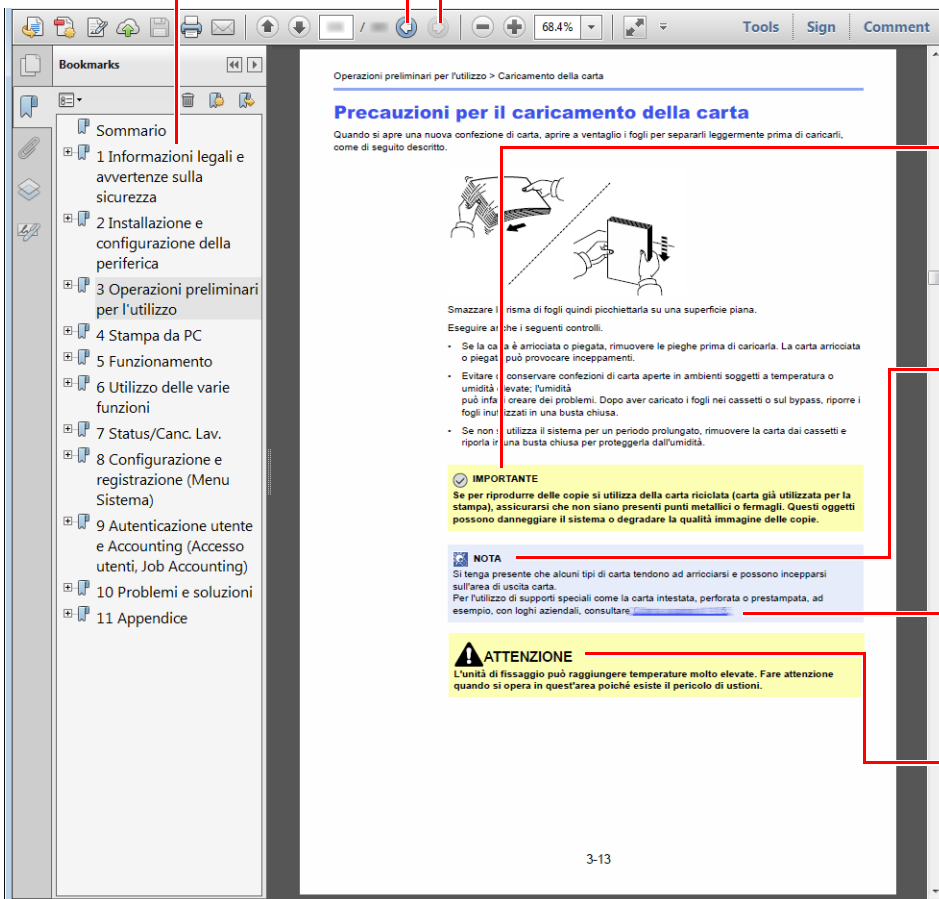 68.4%
Tools
Sign
Comment
Bookmarks
Sommario
1 Informazioni legali e
avvertenze sulla
sicurezza
2 Installazione e
configurazione della
periferica
3 Operazioni preliminari
per l'utilizzo
4 Stampa da PC
5 Funzionamento
6 Utilizzo delle varie
funzioni
7 Status/Canc. Lav.
8 Configurazione e
registrazione (Menu
Sistema)
9 Autenticazione utente
e Accounting (Accesso
utenti, Job Accounting)
10 Problemi e soluzioni
11 Appendice
Operazioni preliminari per l'utilizzo > Caricamento della carta
Precauzioni per il caricamento della carta
Quando si apre una nuova confezione di carta, aprire a ventaglio i fogli per separarli leggermente prima di caricarli,
come di seguito descritto.
Smazzare la risma di fogli quindi picchiettarla su una superficie piana.
Eseguire anche i seguenti controlli.
• Se la carta è arricciata o piegata, rimuovere le pieghe prima di caricarla. La carta arricciata
o piegata può provocare inceppamenti.
• Evitare di conservare confezioni di carta aperte in ambienti soggetti a temperatura o
umidità elevate; l'umidità
può infatti creare dei problemi. Dopo aver caricato i fogli nei cassetti o sul bypass, riporre i
fogli inutilizzati in una busta chiusa.
• Se non si utilizza il sistema per un periodo prolungato, rimuovere la carta dai cassetti e
riporla in una busta chiusa per proteggerla dall'umidità.
IMPORTANTE
Se per riprodurre delle copie si utilizza della carta riciclata (carta già utilizzata per la
stampa), assicurarsi che non siano presenti punti metallici o fermagli. Questi oggetti
possono danneggiare il sistema o degradare la qualità immagine delle copie.
NOTA
Si tenga presente che alcuni tipi di carta tendono ad arricciarsi e possono incepparsi
sull'area di uscita carta.
Per l'utilizzo di supporti speciali come la carta intestata, perforata o prestampata, ad
esempio, con loghi aziendali, consultare
ATTENZIONE
L'unità di fissaggio può raggiungere temperature molto elevate. Fare attenzione
quando si opera in quest'area poiché esiste il pericolo di ustioni.
3-13